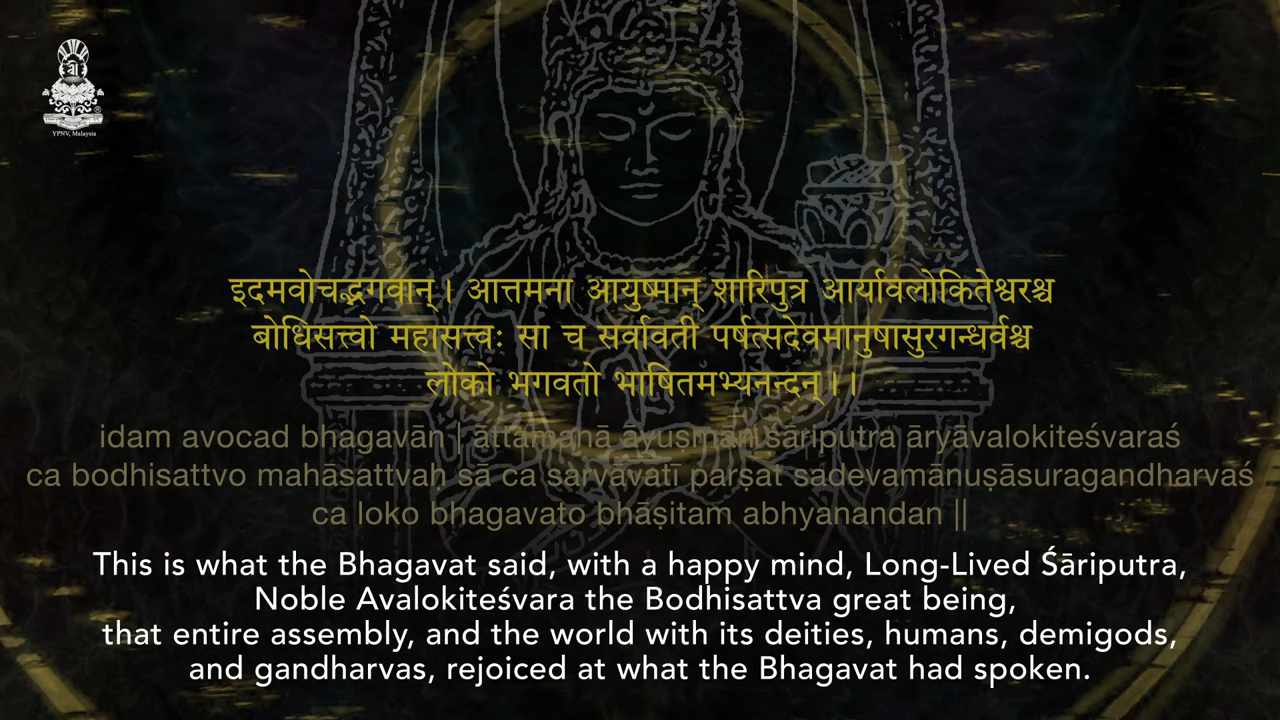 YPNV, Malaysia
इदमवोचद्भगवान् । आत्तमना आयुष्मान् शारिपुत्र आर्यावलोकितेश्वरश्च
बोधिसत्त्वो महासत्त्वः सा च सर्वावती पर्षत्सदेवमानुषासुरगन्धर्वश्च
लोको भगवतो भाषितमभ्यनन्दन् । ।
idam avocad bhagavān | āttamanā āyusmān śāriputra āryāvalokiteśvaraś
ca bodhisattvo mahāsattvah sā ca sarvāvatī parṣat sadevamānuṣāsuragandharvāś
ca loko bhagavato bhāṣitam abhyanandan ||
This is what the Bhagavat said, with a happy mind, Long-Lived Śāriputra,
Noble Avalokiteśvara the Bodhisattva great being,
that entire assembly, and the world with its deities, humans, demigods,
and gandharvas, rejoiced at what the Bhagavat had spoken.